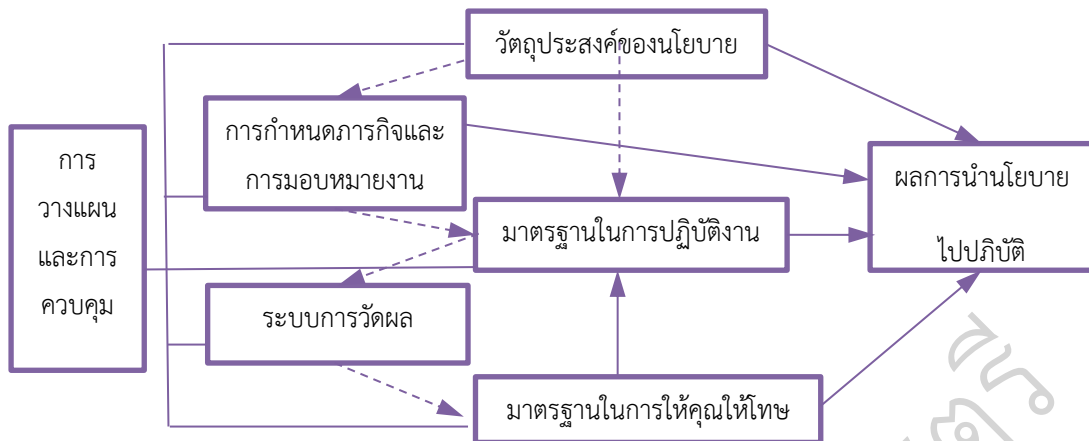 วัตถุประสงค์ของนโยบาย
การกำหนดภารกิจและ
การมอบหมายงาน
การ
วางแผน
และการ
ควบคุม
ผลการนำนโยบาย
ไปปฏิบัติ
มาตรฐานในการปฏิบัติงาน
ระบบการวัดผล
มาตรฐานในการให้คุณให้โทษ